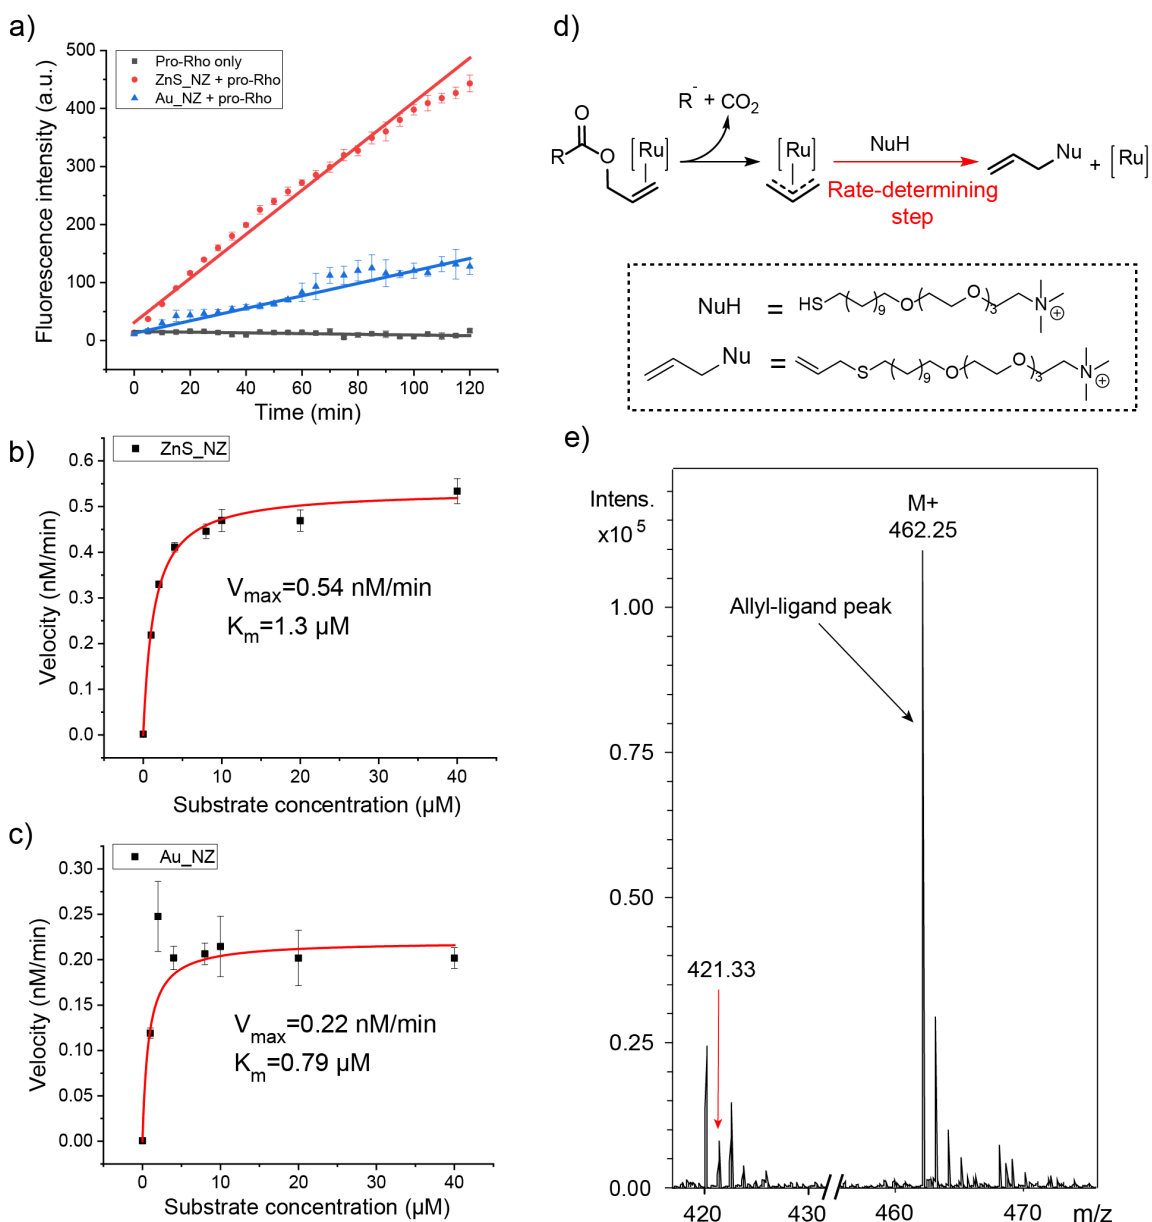 a)
Fluorescence intensity (a.u.)
500
400
300
200
100
0
Pro-Rho only
ZnS_NZ + pro-Rho
Au_NZ + pro-Rho
0 20 40 60 80 100 120
Time (min)
b)
Velocity (nM/min)
0.6
0.5
0.4
0.3
0.2
0.1
0.0
ZnS_NZ
Vmax=0.54 nM/min
Km=1.3 µM
0 10 20 30 40
Substrate concentration (µM)
c)
Velocity (nM/min)
0.30
0.25
0.20
0.15
0.10
0.05
0.00
Au_NZ
Vmax=0.22 nM/min
Km=0.79 µM
0 10 20 30 40
Substrate concentration (µM)
d)
R⁻ + CO2
O
R O [Ru]
[Ru]
NuH
Rate-determining
step
Nu + [Ru]
NuH = HS ( )9 O ( O )3 N ⊕
Nu = S ( )9 O ( O )3 N ⊕
e)
Intens.
x10⁵
1.00
0.75
0.50
0.25
0.00
M+
462.25
Allyl-ligand peak
421.33
420 430 460 470 m/z